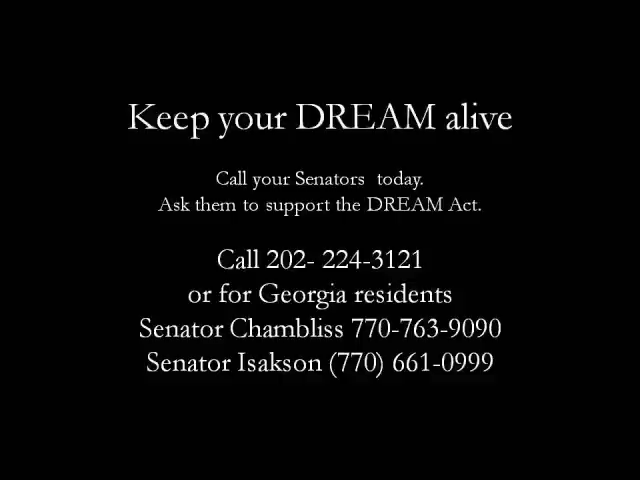 Keep your DREAM alive
Call your Senators today.
Ask them to support the DREAM Act.
Call 202- 224-3121
or for Georgia residents
Senator Chambliss 770-763-9090
Senator Isakson (770) 661-0999